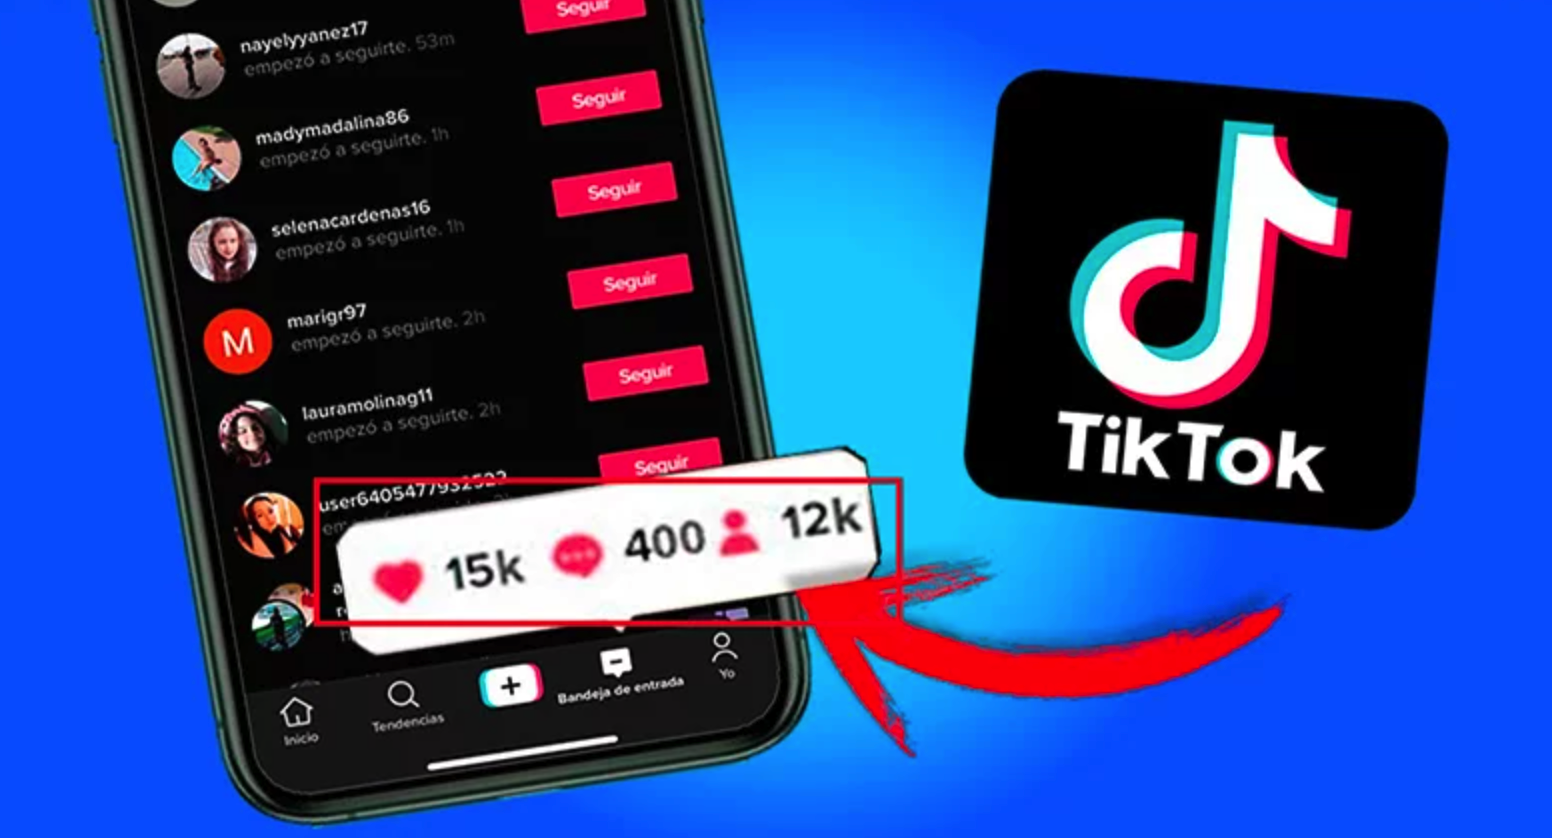 nayelyyanez17
empezó a seguirte. 53m
Seguir
madymadalina86
empezó a seguirte. 1h
Seguir
selenacardenas16
empezó a seguirte. 1h
Seguir
marigr97
empezó a seguirte. 2h
Seguir
lauramolinag11
empezó a seguirte. 2h
Seguir
Seguir
15k 400 12k
Inicio
Tendencias
Bandeja de entrada
Yo
M
TikTok